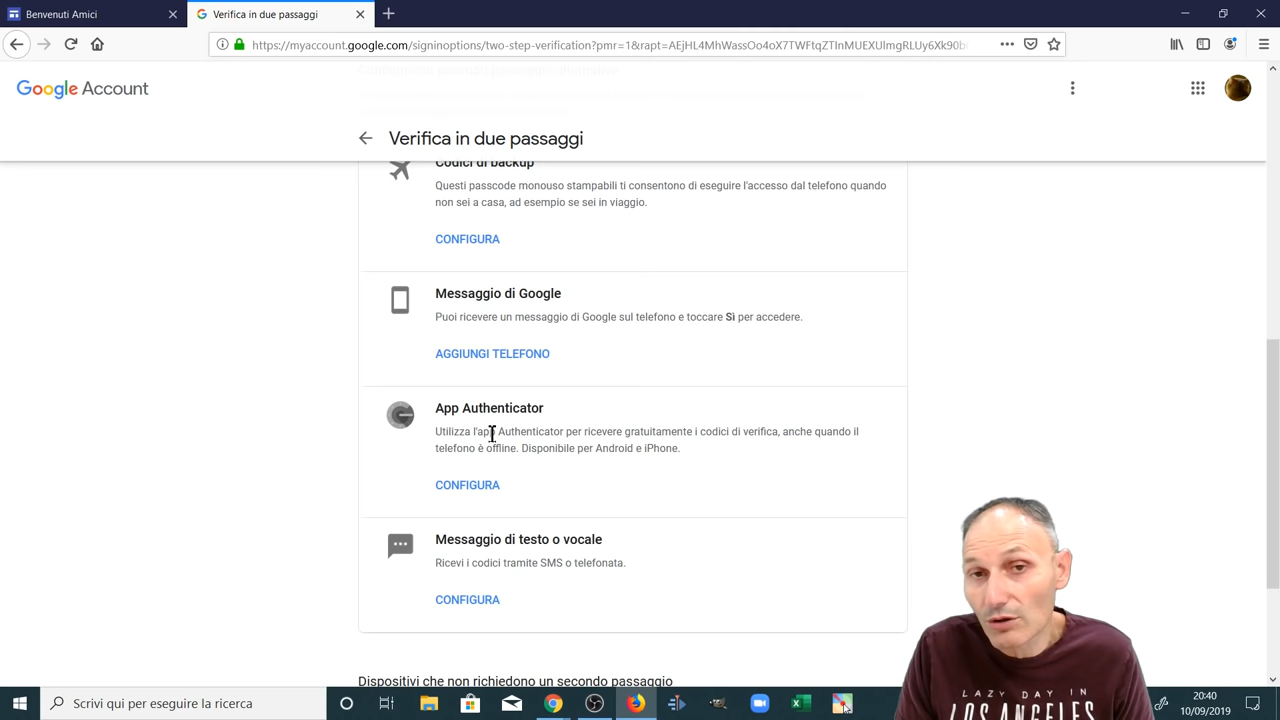 Benvenuti Amici
Verifica in due passaggi
https://myaccount.google.com/signinoptions/two-step-verification?pmr=1&rapt=AEjHL4MhWassOo4oX7TWFtqZTInMUEXUlmgRLUy6Xk90b
Google Account
Verifica in due passaggi
Codici di backup
Questi passcode monouso stampabili ti consentono di eseguire l'accesso dal telefono quando
non sei a casa, ad esempio se sei in viaggio.
CONFIGURA
Messaggio di Google
Puoi ricevere un messaggio di Google sul telefono e toccare Sì per accedere.
AGGIUNGI TELEFONO
App Authenticator
Utilizza l'app Authenticator per ricevere gratuitamente i codici di verifica, anche quando il
telefono è offline. Disponibile per Android e iPhone.
CONFIGURA
Messaggio di testo o vocale
Ricevi i codici tramite SMS o telefonata.
CONFIGURA
Dispositivi che non richiedono un secondo passaggio
LAZY DAY IN
LOS ANGELES
Scrivi qui per eseguire la ricerca
20:40
10/09/2019